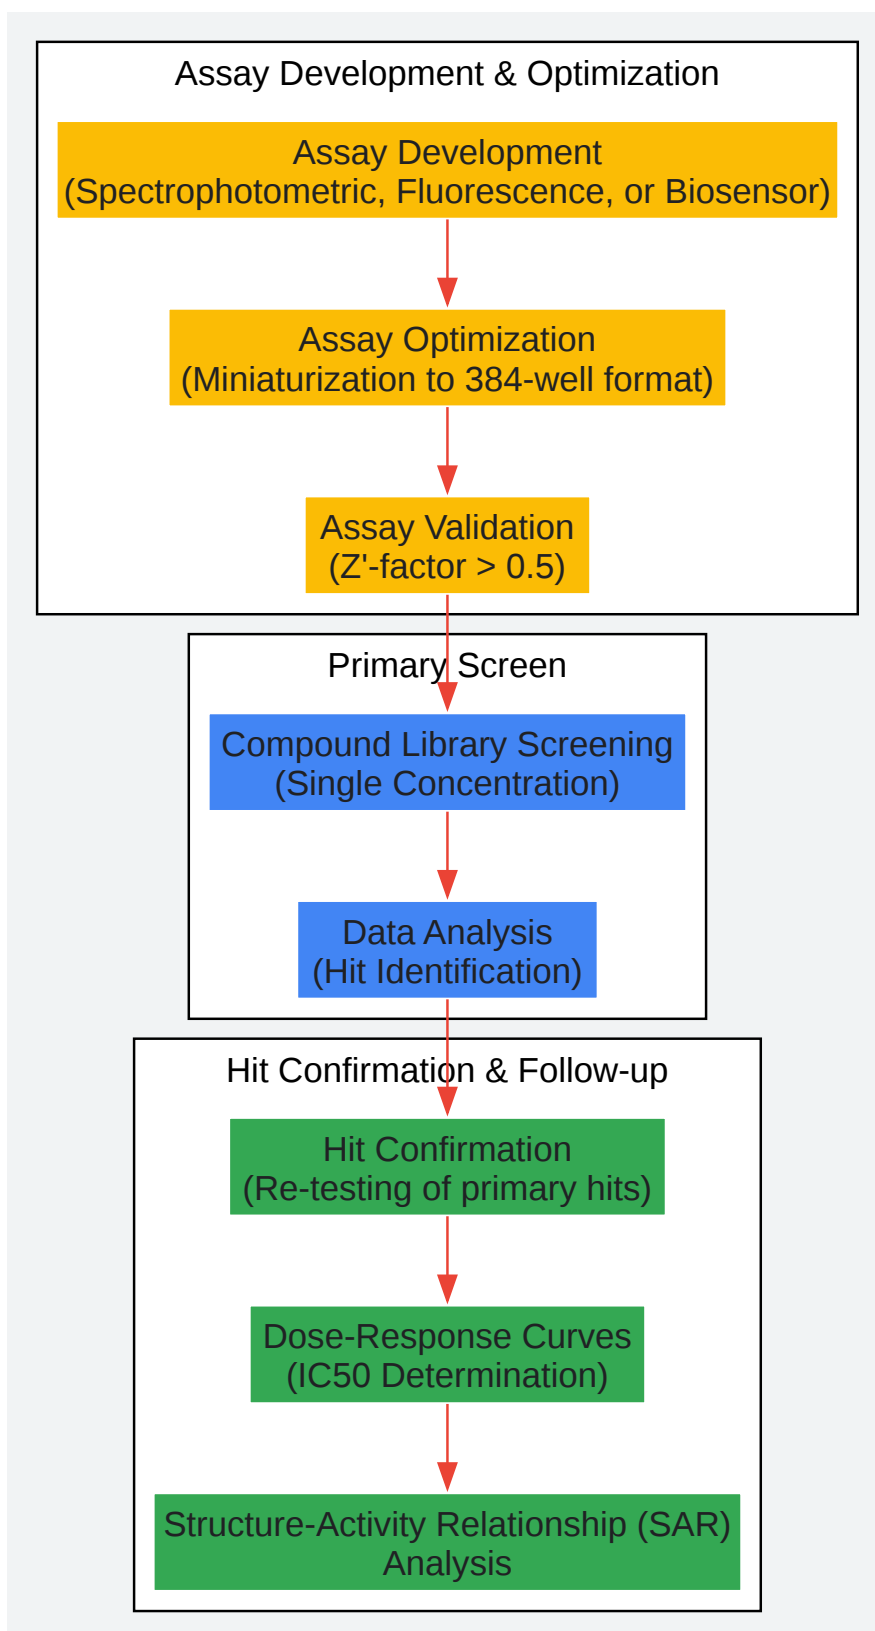 Assay Development & Optimization
Assay Development
(Spectrophotometric, Fluorescence, or Biosensor)
Assay Optimization
(Miniaturization to 384-well format)
Assay Validation
(Z'-factor > 0.5)
Primary Screen
Compound Library Screening
(Single Concentration)
Data Analysis
(Hit Identification)
Hit Confirmation & Follow-up
Hit Confirmation
(Re-testing of primary hits)
Dose-Response Curves
(IC50 Determination)
Structure-Activity Relationship (SAR)
Analysis